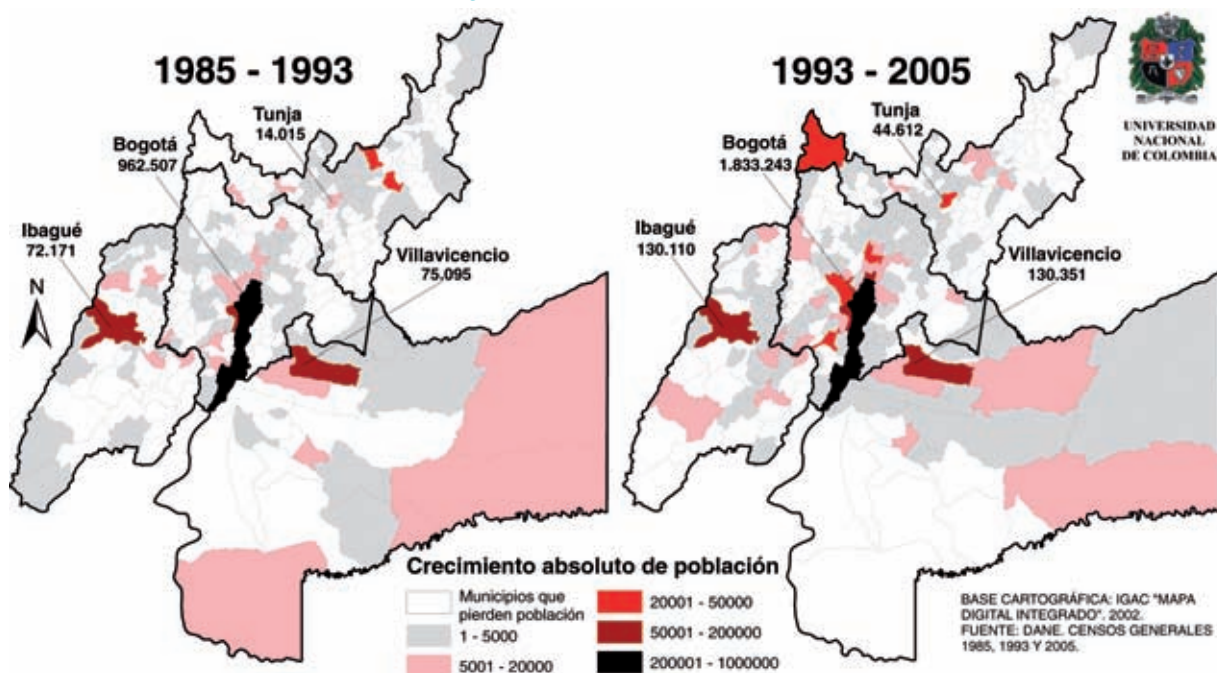 1985 - 1993
Tunja
14.015
Bogotá
962.507
Ibagué
72.171
Villavicencio
75.095
N
1993 - 2005
Tunja
44.612
Bogotá
1.833.243
Ibagué
130.110
Villavicencio
130.351
UNIVERSIDAD
NACIONAL
DE COLOMBIA
Crecimiento absoluto de población
Municipios que
pierden población
1 - 5000
5001 - 20000
20001 - 50000
50001 - 200000
200001 - 1000000
BASE CARTOGRÁFICA: IGAC "MAPA
DIGITAL INTEGRADO". 2002.
FUENTE: DANE. CENSOS GENERALES
1985, 1993 Y 2005.